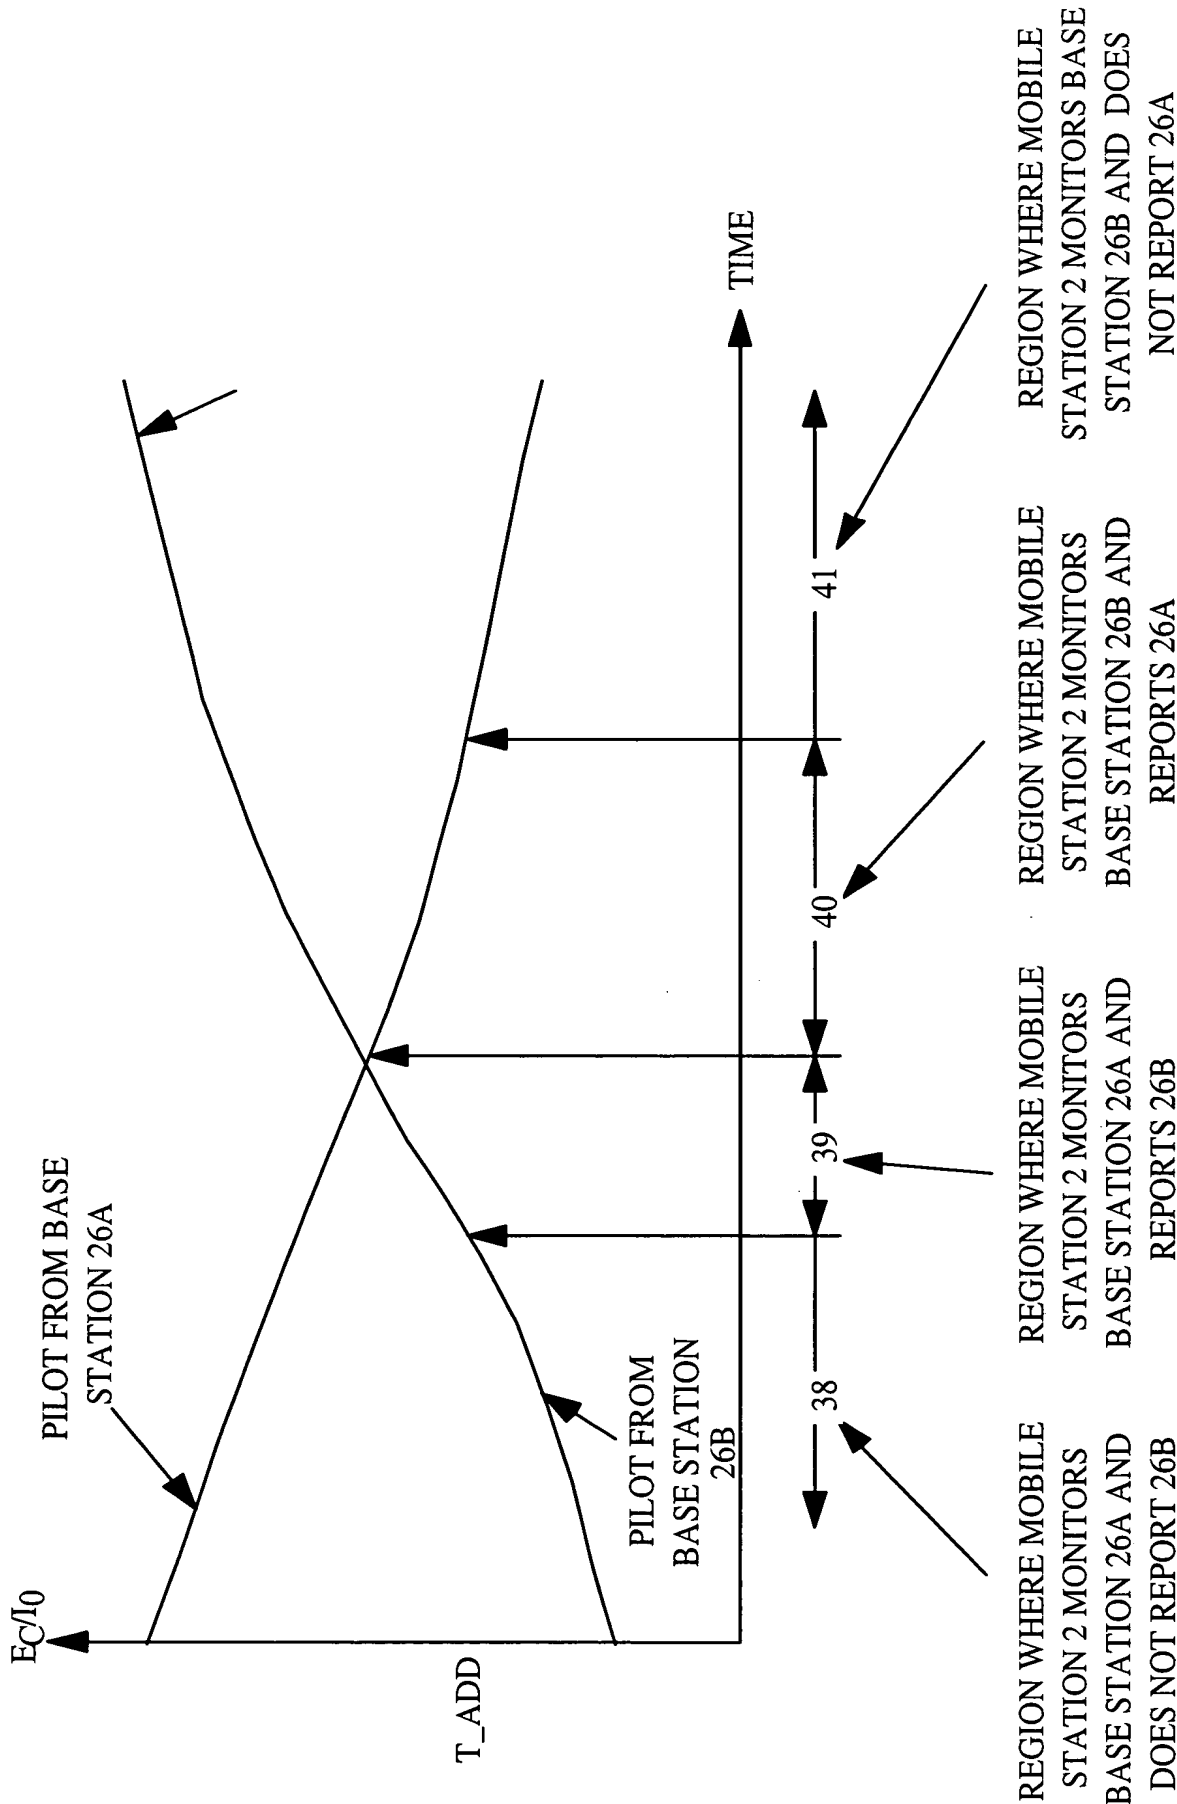 EC/I0
PILOT FROM BASE
STATION 26A
T_ADD
PILOT FROM
BASE STATION
26B
TIME
38
39
40
41
REGION WHERE MOBILE
STATION 2 MONITORS
BASE STATION 26A AND
DOES NOT REPORT 26B
REGION WHERE MOBILE
STATION 2 MONITORS
BASE STATION 26A AND
REPORTS 26B
REGION WHERE MOBILE
STATION 2 MONITORS
BASE STATION 26B AND
REPORTS 26A
REGION WHERE MOBILE
STATION 2 MONITORS BASE
STATION 26B AND DOES
NOT REPORT 26A